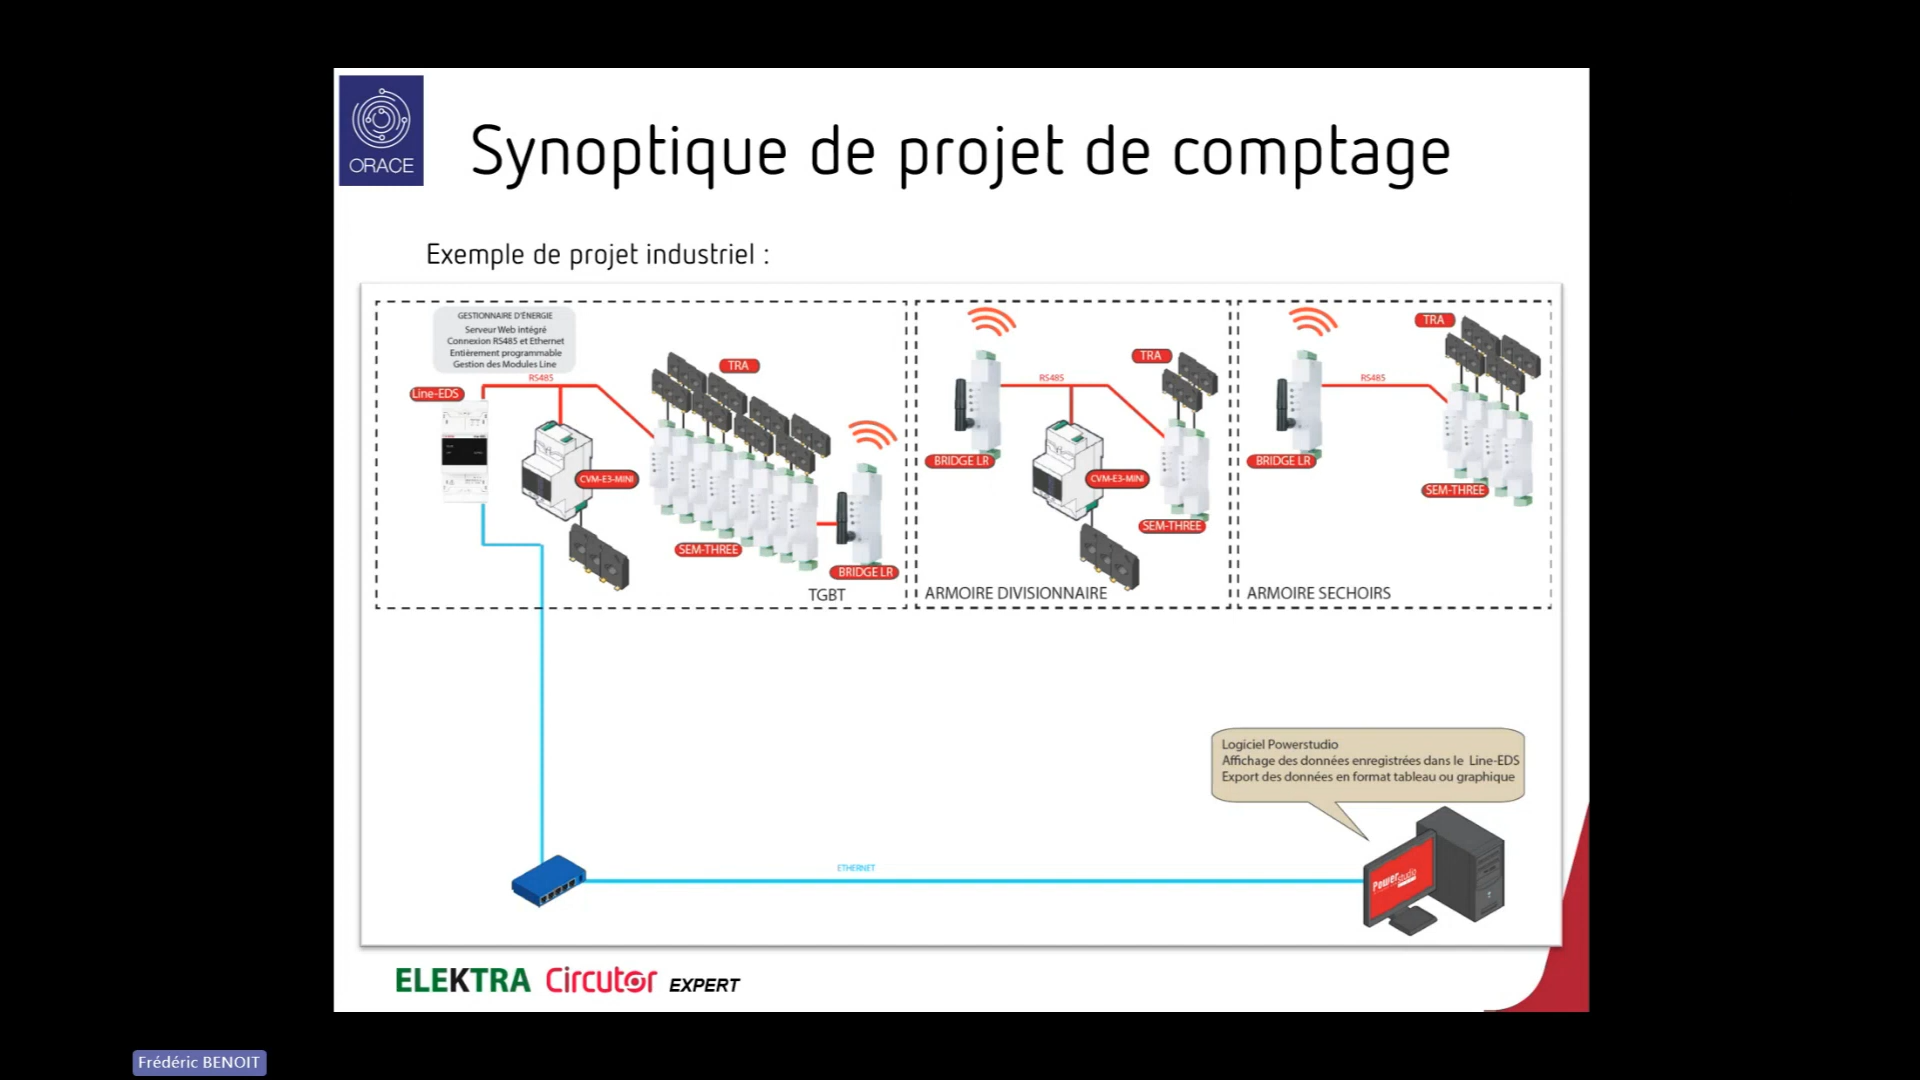 ORACE
Synoptique de projet de comptage
Exemple de projet industriel :
GESTIONNAIRE D'ÉNERGIE
Serveur Web intégré
Connexion RS485 et Ethernet
Entièrement programmable
Gestion des Modules Line
RS485
Line-EDS
TRA
CVM-E3-MINI
SEM-THREE
BRIDGE LR
TGBT
RS485
TRA
BRIDGE LR
CVM-E3-MINI
SEM-THREE
ARMOIRE DIVISIONNAIRE
TRA
RS485
BRIDGE LR
SEM-THREE
ARMOIRE SECHOIRS
Logiciel Powerstudio
Affichage des données enregistrées dans le Line-EDS
Export des données en format tableau ou graphique
ETHERNET
Powerstudio
ELEKTRA Circutor EXPERT
Frédéric BENOIT